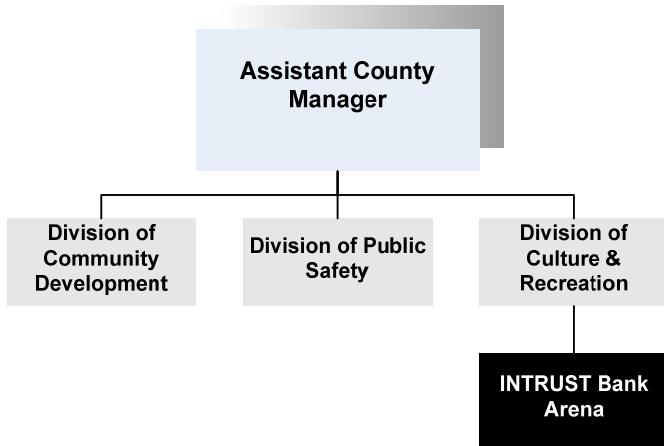 Assistant County
Manager
Division of
Community
Development
Division of Public
Safety
Division of
Culture &
Recreation
INTRUST Bank
Arena